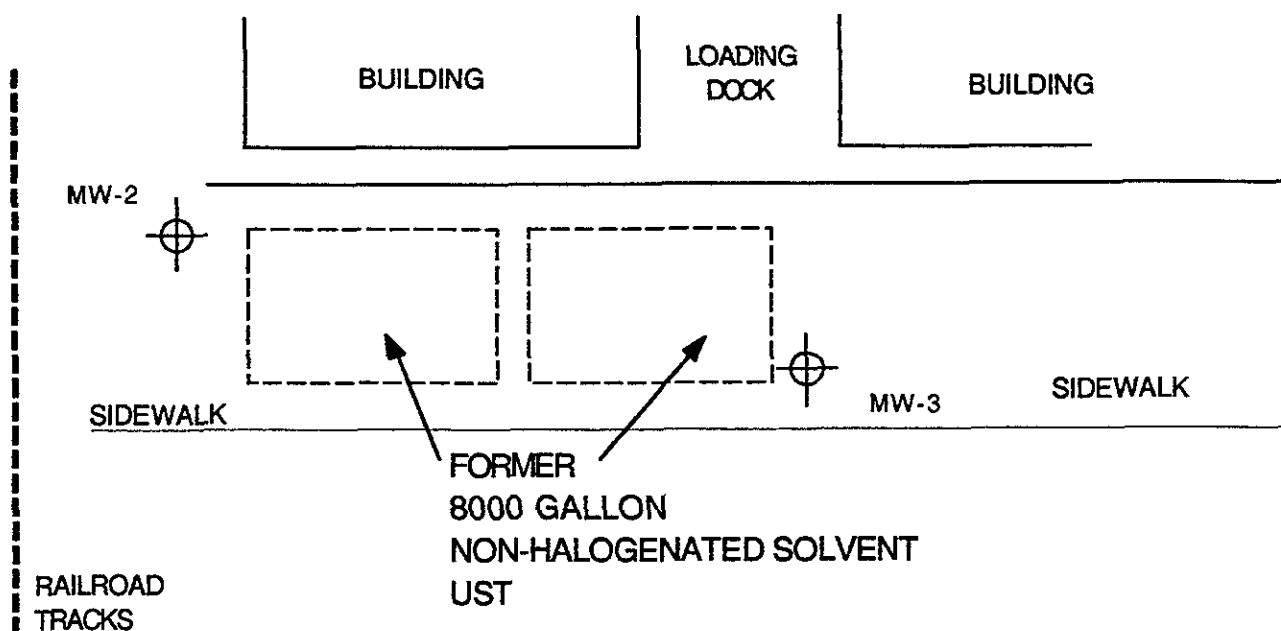 BUILDING
LOADING
DOCK
BUILDING
MW-2
SIDEWALK
MW-3
SIDEWALK
FORMER
8000 GALLON
NON-HALOGENATED SOLVENT
UST
RAILROAD
TRACKS